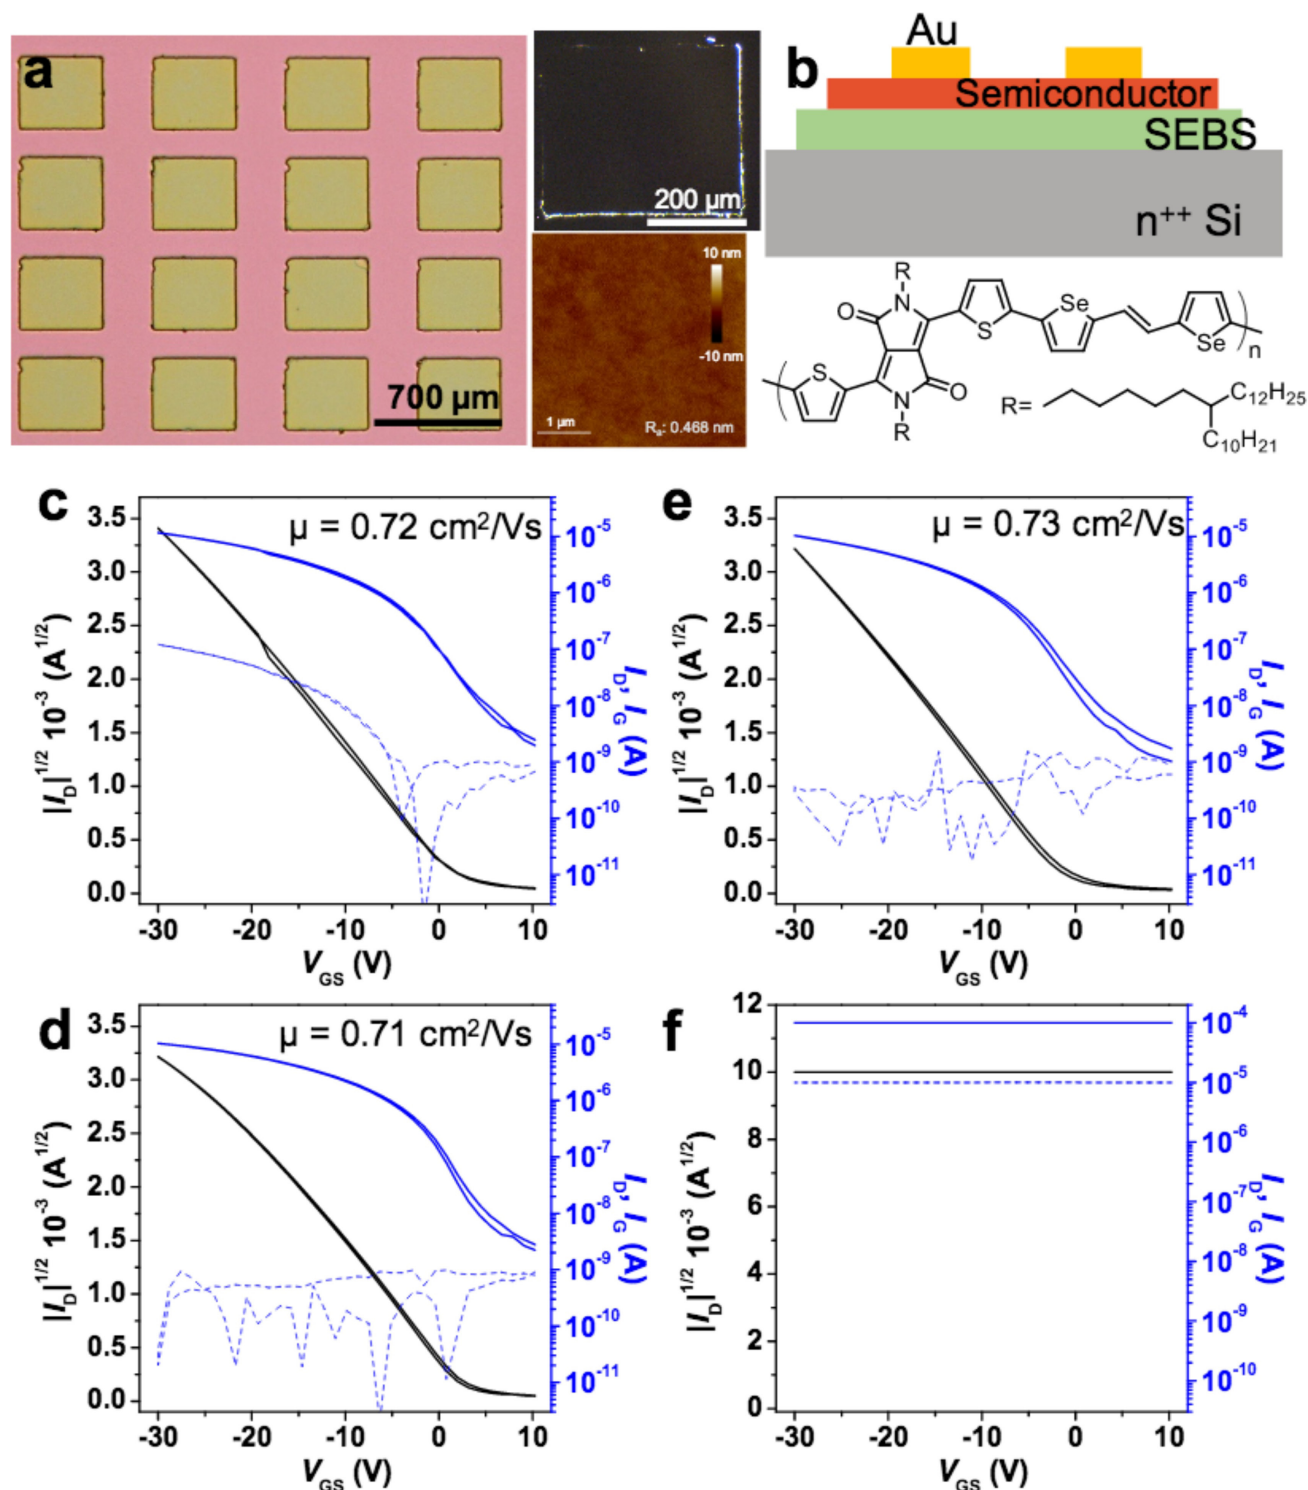 a
700 μm
200 μm
10 nm
-10 nm
1 μm
Ra: 0.468 nm
b
Au
Semiconductor
SEBS
n++ Si
R
O
N
S
Se
Se
n
S
N
O
R
R=
C12H25
C10H21
c
μ = 0.72 cm2/Vs
3.5
3.0
2.5
2.0
1.5
1.0
0.5
0.0
|ID|1/2 10-3 (A1/2)
10-5
10-6
10-7
10-8
10-9
10-10
10-11
ID, IG (A)
-30
-20
-10
0
10
VGS (V)
e
μ = 0.73 cm2/Vs
3.5
3.0
2.5
2.0
1.5
1.0
0.5
0.0
|ID|1/2 10-3 (A1/2)
10-5
10-6
10-7
10-8
10-9
10-10
10-11
ID, IG (A)
-30
-20
-10
0
10
VGS (V)
d
μ = 0.71 cm2/Vs
3.5
3.0
2.5
2.0
1.5
1.0
0.5
0.0
|ID|1/2 10-3 (A1/2)
10-5
10-6
10-7
10-8
10-9
10-10
10-11
ID, IG (A)
-30
-20
-10
0
10
VGS (V)
f
12
10
8
6
4
2
0
|ID|1/2 10-3 (A1/2)
10-4
10-5
10-6
10-7
10-8
10-9
10-10
ID, IG (A)
-30
-20
-10
0
10
VGS (V)